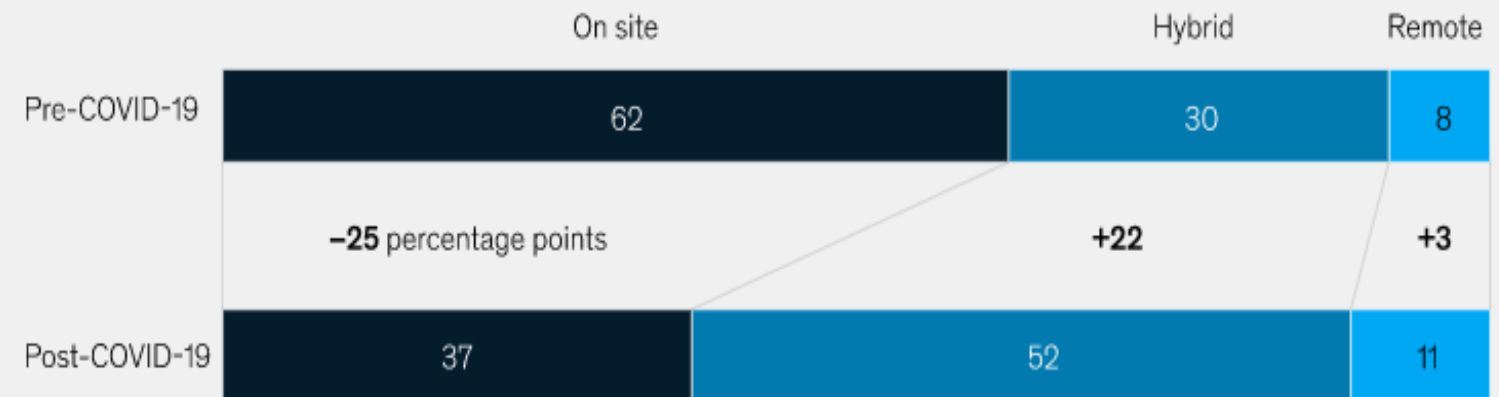 On site Hybrid Remote
Pre-COVID-19 62 30 8
–25 percentage points +22 +3
Post-COVID-19 37 52 11